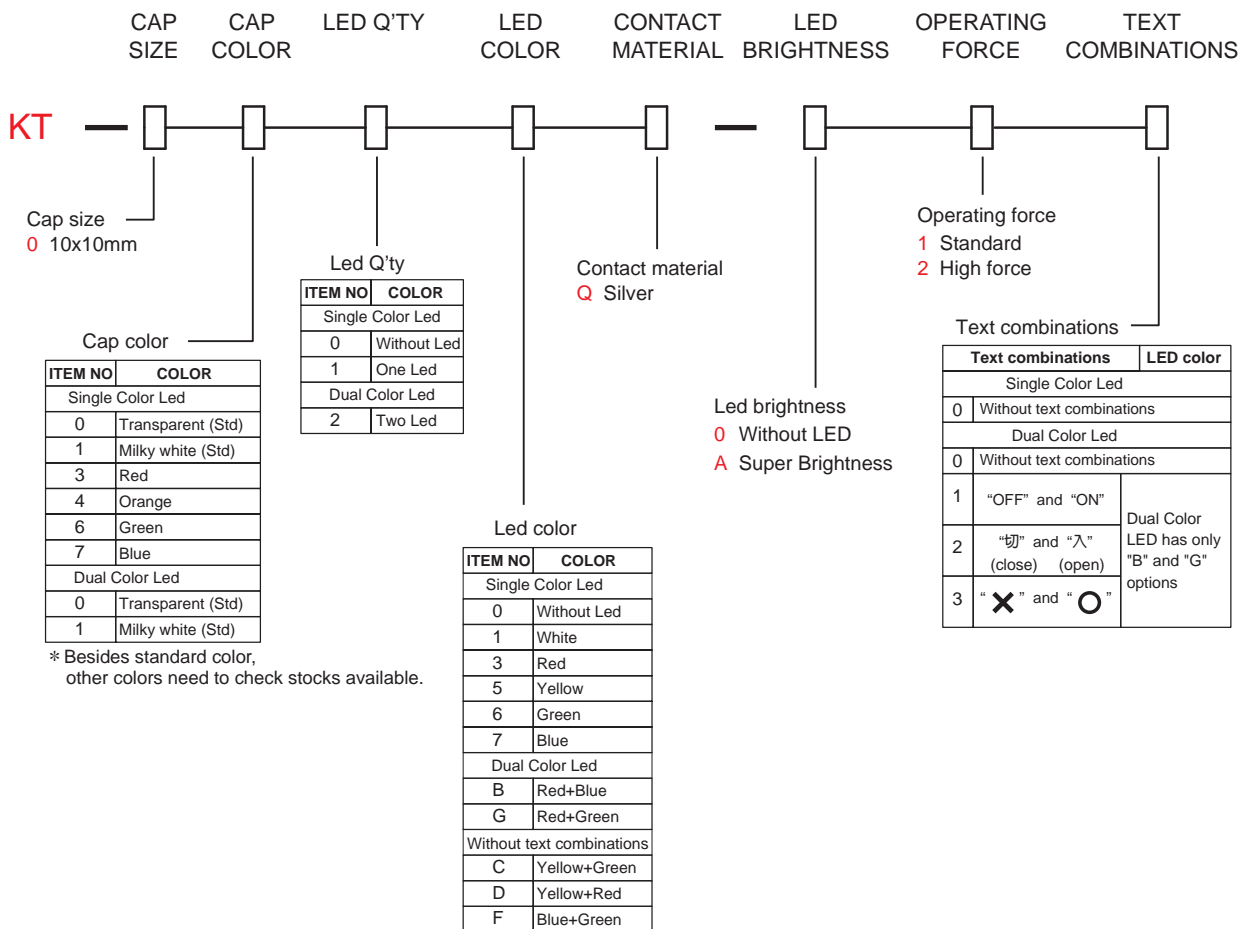 CAP SIZE
CAP COLOR
LED Q'TY
LED COLOR
CONTACT MATERIAL
LED BRIGHTNESS
OPERATING FORCE
TEXT COMBINATIONS
KT
Cap size
0 10x10mm
Cap color
ITEM NO COLOR
Single Color Led
0 Transparent (Std)
1 Milky white (Std)
3 Red
4 Orange
6 Green
7 Blue
Dual Color Led
0 Transparent (Std)
1 Milky white (Std)
* Besides standard color,
other colors need to check stocks available.
Led Q'ty
ITEM NO COLOR
Single Color Led
0 Without Led
1 One Led
Dual Color Led
2 Two Led
Led color
ITEM NO COLOR
Single Color Led
0 Without Led
1 White
3 Red
5 Yellow
6 Green
7 Blue
Dual Color Led
B Red+Blue
G Red+Green
Without text combinations
C Yellow+Green
D Yellow+Red
F Blue+Green
Contact material
Q Silver
Led brightness
0 Without LED
A Super Brightness
Operating force
1 Standard
2 High force
Text combinations
Text combinations LED color
Single Color Led
0 Without text combinations
Dual Color Led
0 Without text combinations
1 “OFF” and “ON”
2 “切” and “入”
(close) (open)
3 “ ✕ ” and “ ○ ”
Dual Color
LED has only
"B" and "G"
options